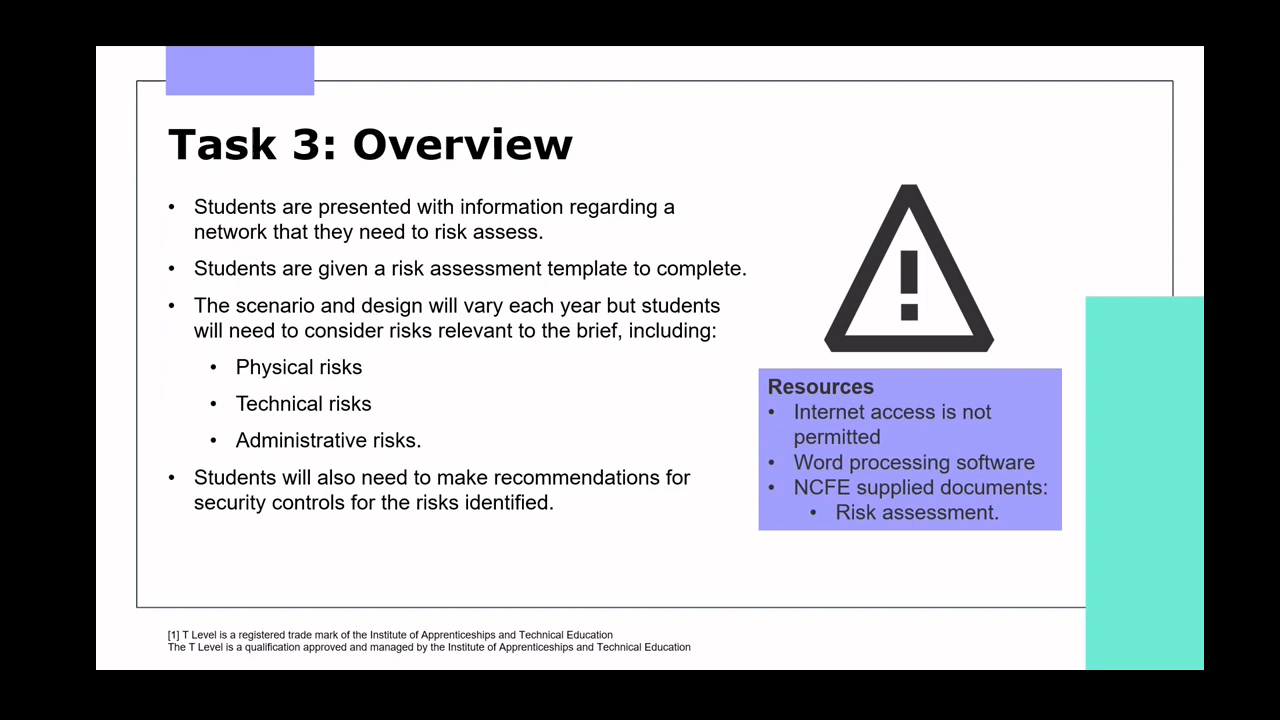 Task 3: Overview
• Students are presented with information regarding a
network that they need to risk assess.
• Students are given a risk assessment template to complete.
• The scenario and design will vary each year but students
will need to consider risks relevant to the brief, including:
• Physical risks
• Technical risks
• Administrative risks.
• Students will also need to make recommendations for
security controls for the risks identified.
Resources
• Internet access is not
permitted
• Word processing software
• NCFE supplied documents:
• Risk assessment.
[1] T Level is a registered trade mark of the Institute of Apprenticeships and Technical Education
The T Level is a qualification approved and managed by the Institute of Apprenticeships and Technical Education